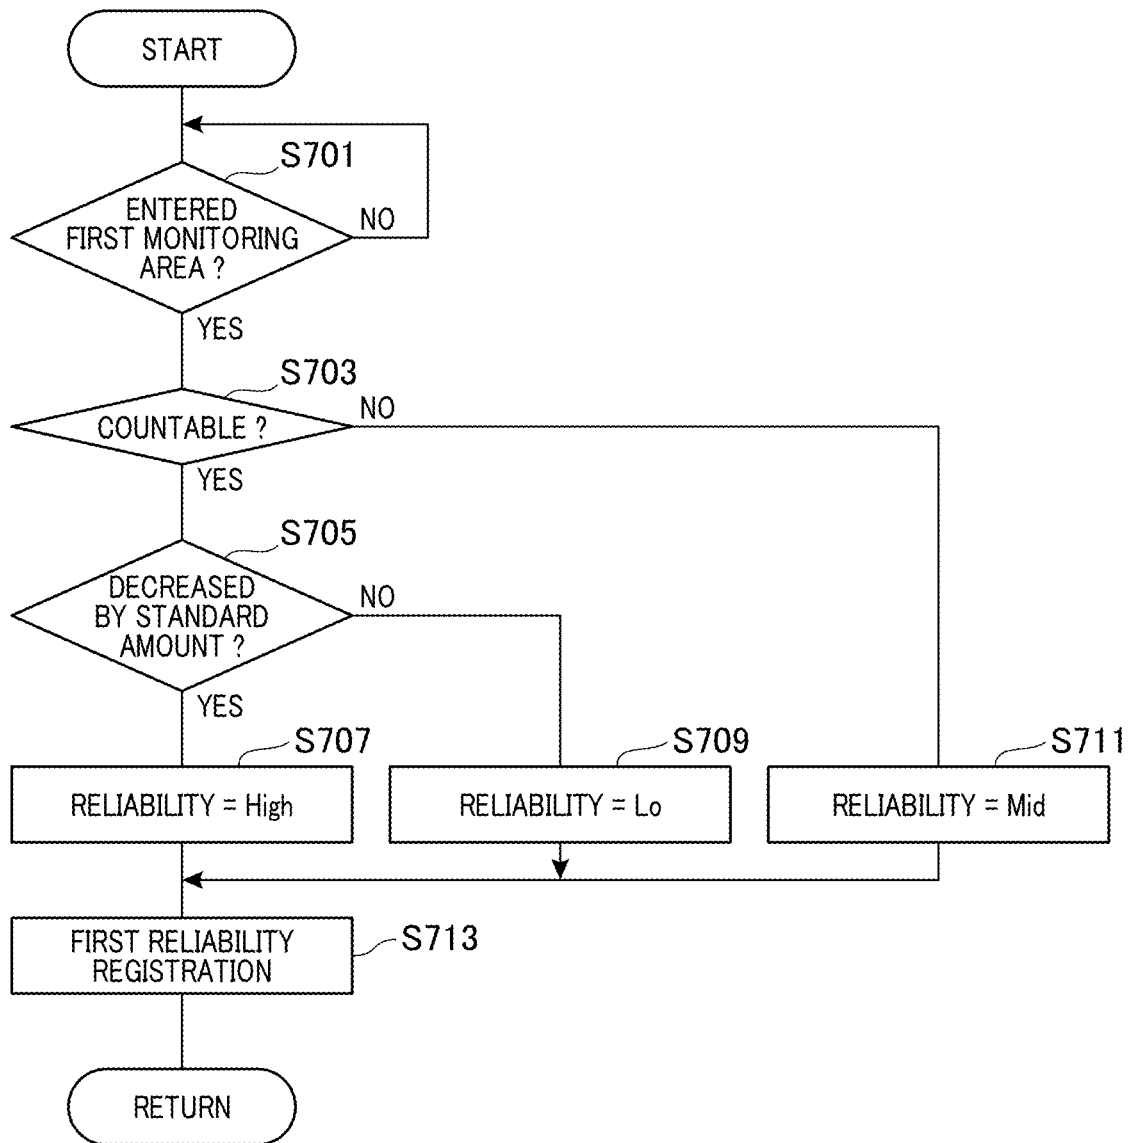 START
S701
ENTERED
FIRST MONITORING
AREA ?
NO
YES
S703
COUNTABLE ?
NO
YES
S705
DECREASED
BY STANDARD
AMOUNT ?
NO
YES
S707
RELIABILITY = High
S709
RELIABILITY = Lo
S711
RELIABILITY = Mid
FIRST RELIABILITY
REGISTRATION
S713
RETURN